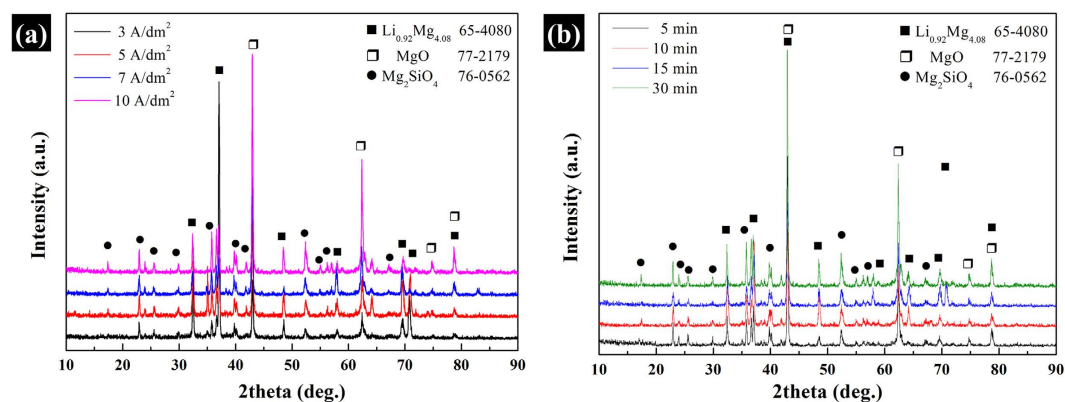 (a)
3 A/dm²
5 A/dm²
7 A/dm²
10 A/dm²
Li₀.₉₂Mg₄.₀₈ 65-4080
MgO 77-2179
Mg₂SiO₄ 76-0562
Intensity (a.u.)
10 20 30 40 50 60 70 80 90
2theta (deg.)
(b)
5 min
10 min
15 min
30 min
Li₀.₉₂Mg₄.₀₈ 65-4080
MgO 77-2179
Mg₂SiO₄ 76-0562
Intensity (a.u.)
10 20 30 40 50 60 70 80 90
2theta (deg.)